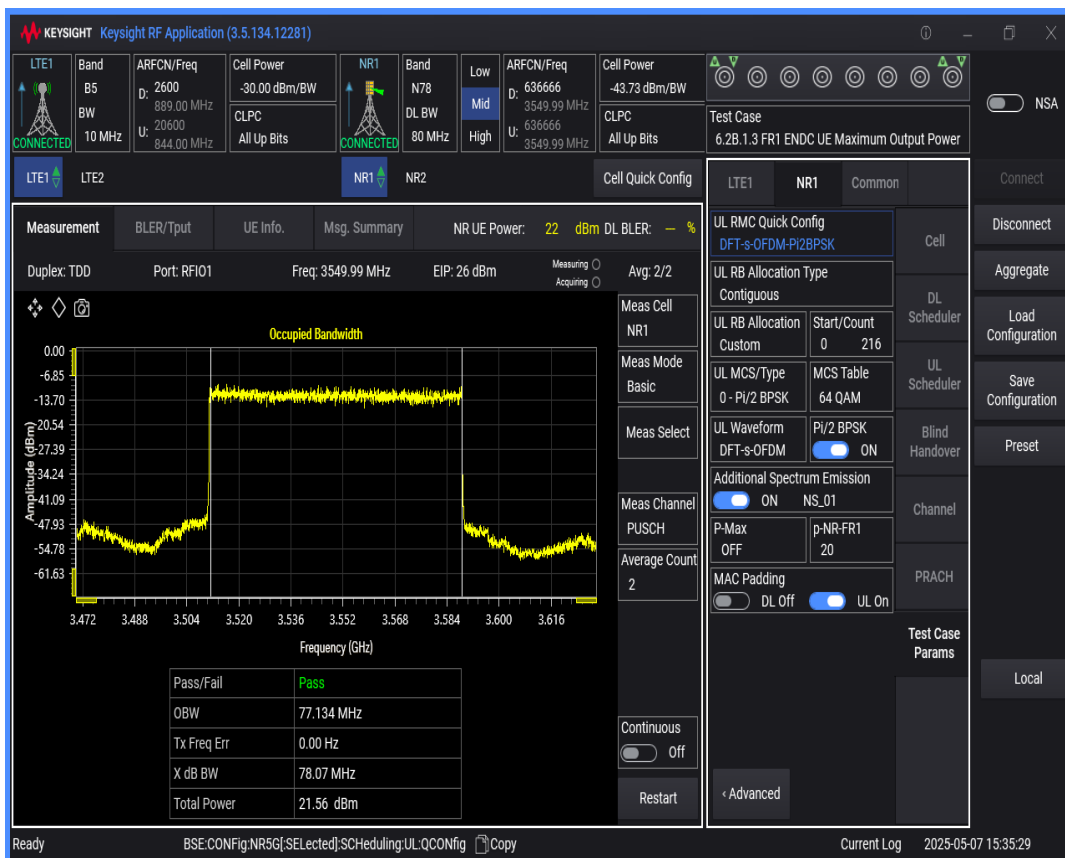 KEYSIGHT Keysight RF Application (3.5.134.12281)
LTE1
CONNECTED
Band
B5
BW
10 MHz
ARFCN/Freq
D: 2600
889.00 MHz
U: 20600
844.00 MHz
Cell Power
-30.00 dBm/BW
CLPC
All Up Bits
NR1
CONNECTED
Band
N78
DL BW
80 MHz
Low
Mid
High
ARFCN/Freq
D: 636666
3549.99 MHz
U: 636666
3549.99 MHz
Cell Power
-43.73 dBm/BW
CLPC
All Up Bits
Test Case
6.2B.1.3 FR1 ENDC UE Maximum Output Power
NSA
LTE1 LTE2
NR1 NR2
Cell Quick Config
Measurement BLER/Tput UE Info. Msg. Summary NR UE Power: 22 dBm DL BLER: — %
Duplex: TDD Port: RFIO1 Freq: 3549.99 MHz EIP: 26 dBm Measuring Acquiring Avg: 2/2
Occupied Bandwidth
Amplitude (dBm)
0.00
-6.85
-13.70
-20.54
-27.39
-34.24
-41.09
-47.93
-54.78
-61.63
3.472 3.488 3.504 3.520 3.536 3.552 3.568 3.584 3.600 3.616
Frequency (GHz)
Pass/Fail Pass
OBW 77.134 MHz
Tx Freq Err 0.00 Hz
X dB BW 78.07 MHz
Total Power 21.56 dBm
Meas Cell
NR1
Meas Mode
Basic
Meas Select
Meas Channel
PUSCH
Average Count
2
Continuous
Off
Restart
LTE1 NR1 Common
UL RMC Quick Config
DFT-s-OFDM-Pi2BPSK
UL RB Allocation Type
Contiguous
UL RB Allocation
Custom
Start/Count
0 216
UL MCS/Type
0 - Pi/2 BPSK
MCS Table
64 QAM
UL Waveform
DFT-s-OFDM
Pi/2 BPSK
ON
Additional Spectrum Emission
ON NS_01
P-Max
OFF
p-NR-FR1
20
MAC Padding
DL Off UL On
‹ Advanced
Cell
DL
Scheduler
UL
Scheduler
Blind
Handover
Channel
PRACH
Test Case
Params
Connect
Disconnect
Aggregate
Load
Configuration
Save
Configuration
Preset
Local
Ready BSE:CONFig:NR5G[:SELected]:SCHeduling:UL:QCONfig Copy Current Log 2025-05-07 15:35:29